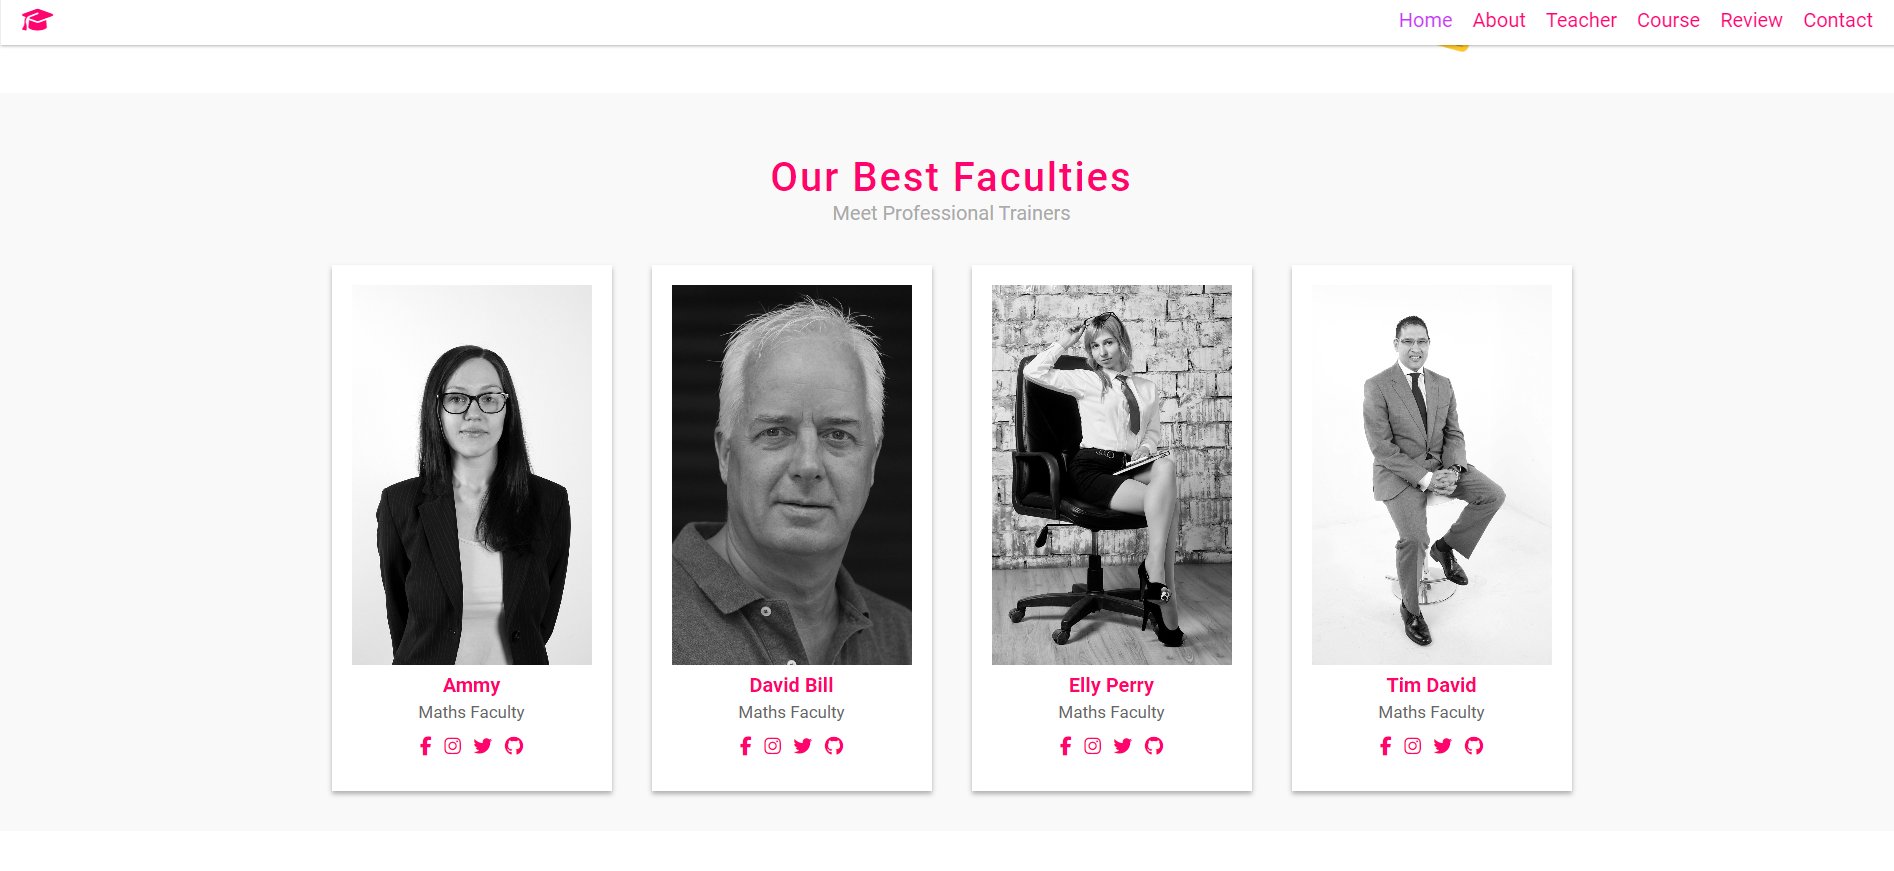 Home About Teacher Course Review Contact
Our Best Faculties
Meet Professional Trainers
Ammy
Maths Faculty
David Bill
Maths Faculty
Elly Perry
Maths Faculty
Tim David
Maths Faculty